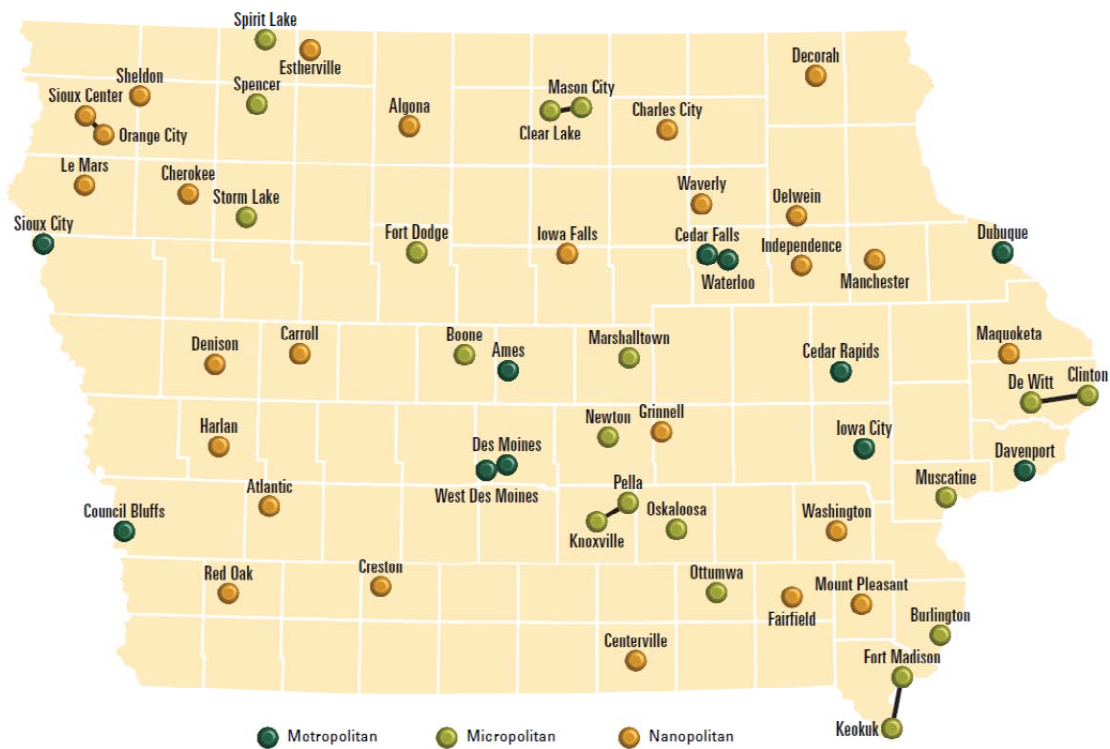 Spirit Lake
Estherville
Decorah
Sheldon
Spencer
Sioux Center
Mason City
Algona
Charles City
Orange City
Clear Lake
Le Mars
Cherokee
Storm Lake
Waverly
Oelwein
Sioux City
Fort Dodge
Iowa Falls
Cedar Falls
Independence
Dubuque
Waterloo
Manchester
Denison
Carroll
Boone
Ames
Marshalltown
Cedar Rapids
Maquoketa
De Witt
Clinton
Harlan
Newton
Grinnell
Iowa City
Des Moines
Davenport
West Des Moines
Pella
Muscatine
Atlantic
Council Bluffs
Oskaloosa
Washington
Knoxville
Red Oak
Creston
Ottumwa
Mount Pleasant
Fairfield
Burlington
Centerville
Fort Madison
Keokuk
Metropolitan
Micropolitan
Nanopolitan